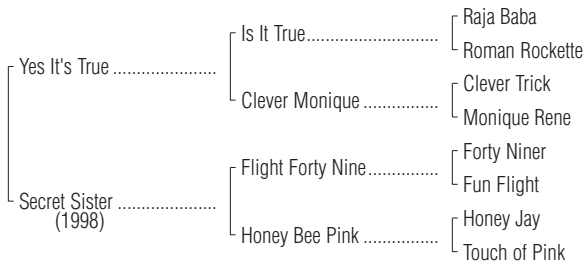 Raja Baba
Is It True..............................
Roman Rockette
Yes It's True .......................
Clever Trick
Clever Monique .................
Monique Rene
Forty Niner
Flight Forty Nine................
Fun Flight
Secret Sister ......................
(1998)
Honey Jay
Honey Bee Pink .................
Touch of Pink